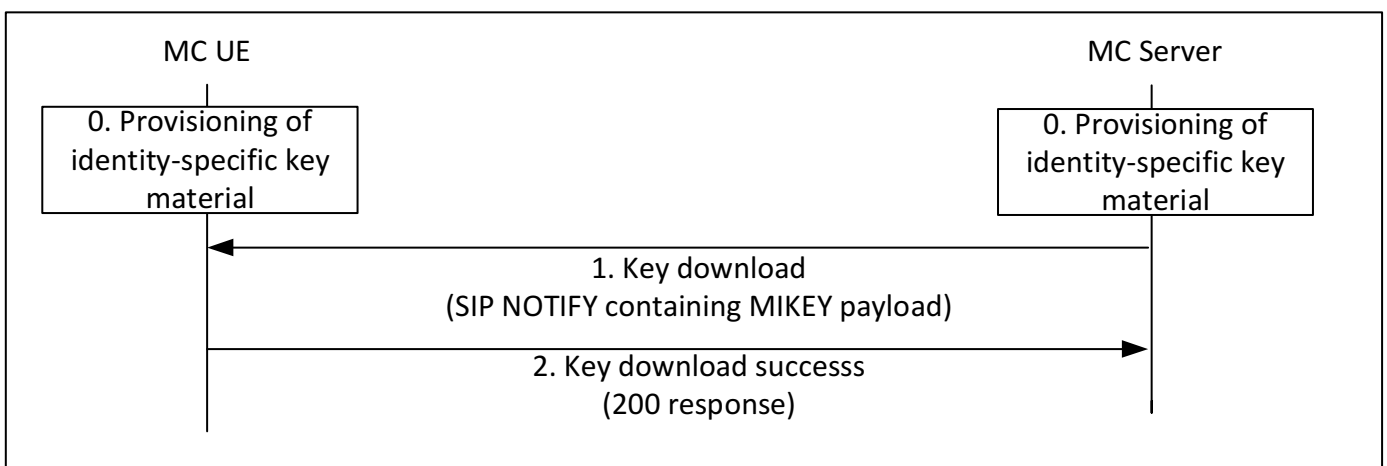 MC UE
MC Server
0. Provisioning of
identity-specific key
material
0. Provisioning of
identity-specific key
material
1. Key download
(SIP NOTIFY containing MIKEY payload)
2. Key download successs
(200 response)